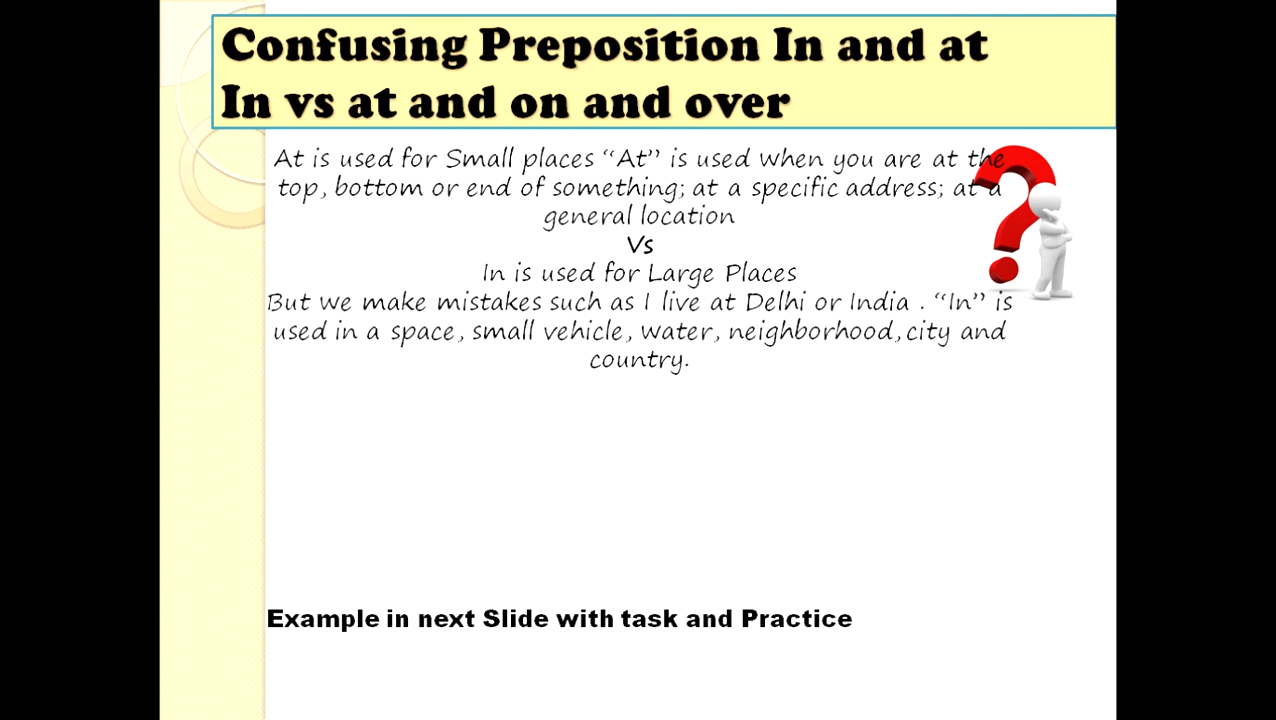 Confusing Preposition In and at
In vs at and on and over
At is used for Small places “At” is used when you are at the
top, bottom or end of something; at a specific address; at a
general location
Vs
In is used for Large Places
But we make mistakes such as I live at Delhi or India . “In” is
used in a space, small vehicle, water, neighborhood, city and
country.
Example in next Slide with task and Practice